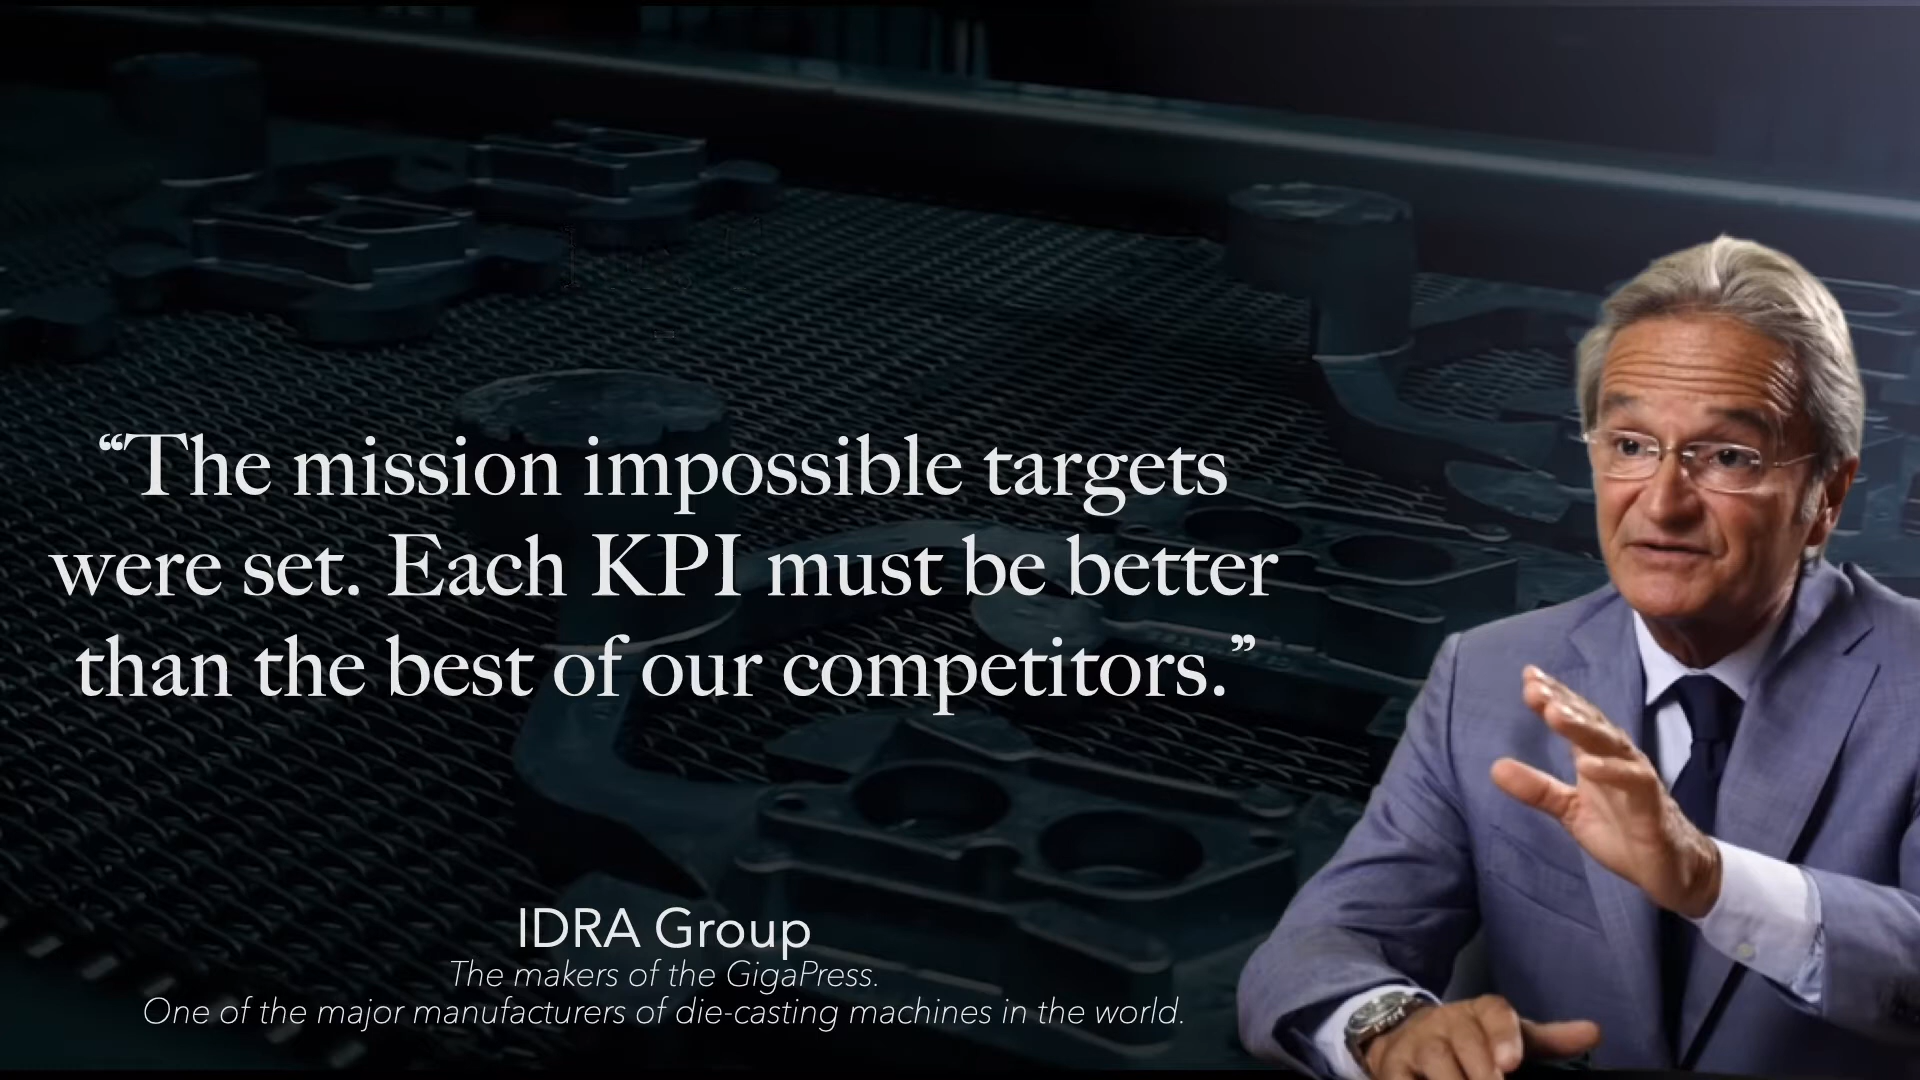 “The mission impossible targets
were set. Each KPI must be better
than the best of our competitors.”
IDRA Group
The makers of the GigaPress.
One of the major manufacturers of die-casting machines in the world.